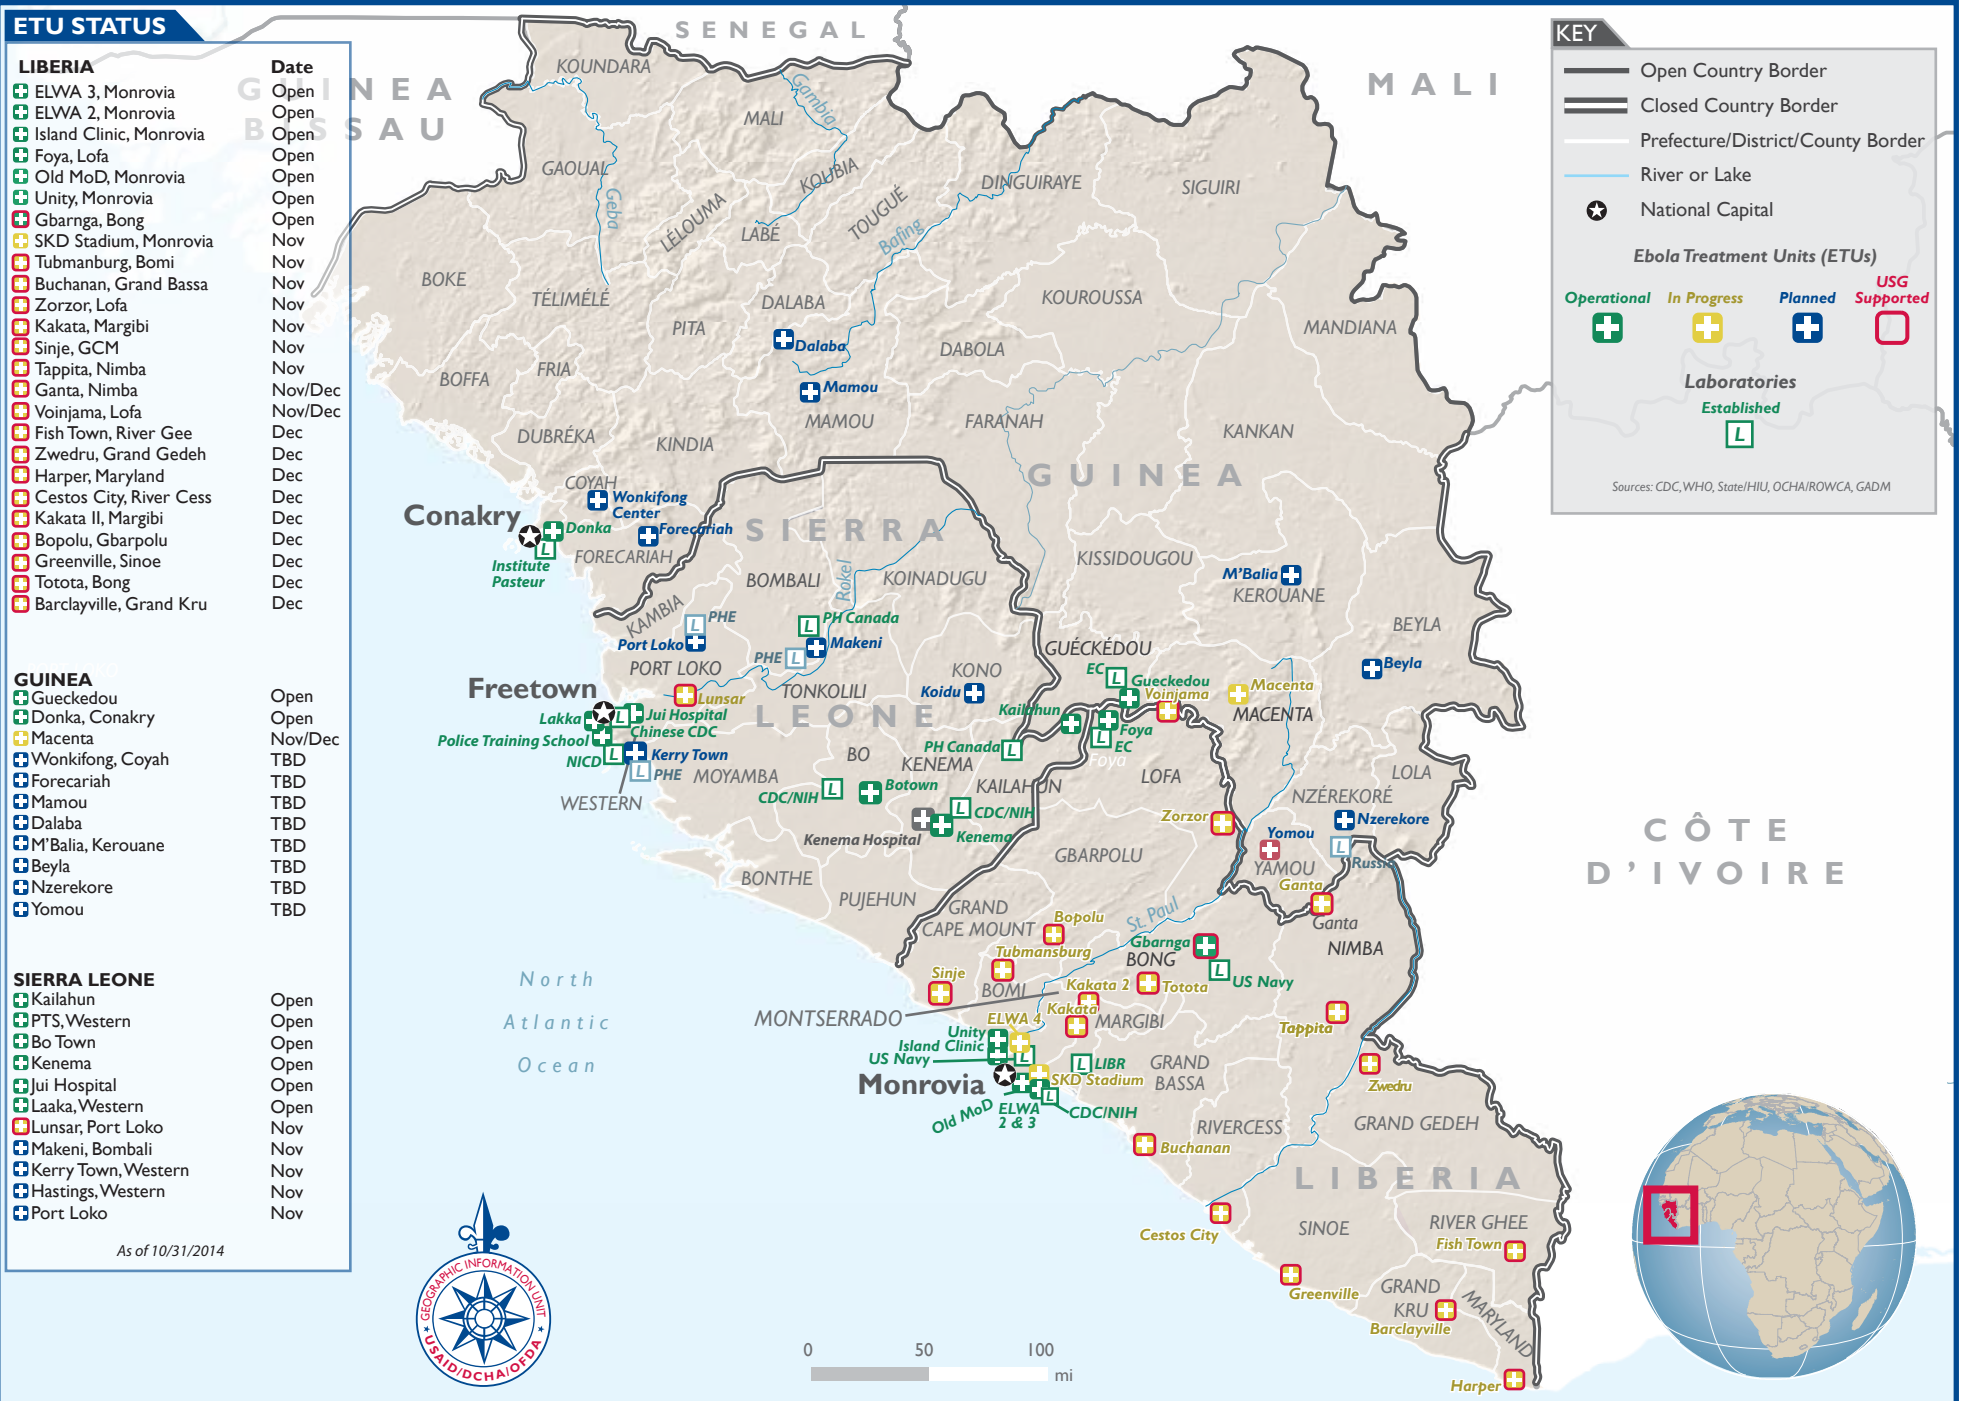 ETU STATUS
LIBERIA Date
ELWA 3, Monrovia Open
ELWA 2, Monrovia Open
Island Clinic, Monrovia Open
Foya, Lofa Open
Old MoD, Monrovia Open
Unity, Monrovia Open
Gbarnga, Bong Open
SKD Stadium, Monrovia Nov
Tubmanburg, Bomi Nov
Buchanan, Grand Bassa Nov
Zorzor, Lofa Nov
Kakata, Margibi Nov
Sinje, GCM Nov
Tappita, Nimba Nov
Ganta, Nimba Nov/Dec
Voinjama, Lofa Nov/Dec
Fish Town, River Gee Dec
Zwedru, Grand Gedeh Dec
Harper, Maryland Dec
Cestos City, River Cess Dec
Kakata II, Margibi Dec
Bopolu, Gbarpolu Dec
Greenville, Sinoe Dec
Totota, Bong Dec
Barclayville, Grand Kru Dec
GUINEA
Gueckedou Open
Donka, Conakry Open
Macenta Nov/Dec
Wonkifong, Coyah TBD
Forecariah TBD
Mamou TBD
Dalaba TBD
M'Balia, Kerouane TBD
Beyla TBD
Nzerekore TBD
Yomou TBD
SIERRA LEONE
Kailahun Open
PTS, Western Open
Bo Town Open
Kenema Open
Jui Hospital Open
Laaka, Western Open
Lunsar, Port Loko Nov
Makeni, Bombali Nov
Kerry Town, Western Nov
Hastings, Western Nov
Port Loko Nov
As of 10/31/2014
KEY
Open Country Border
Closed Country Border
Prefecture/District/County Border
River or Lake
National Capital
Ebola Treatment Units (ETUs)
Operational
In Progress
Planned
USG
Supported
Laboratories
Established
L
Sources: CDC, WHO, State/HIU, OCHA/ROWCA, GADM
SENEGAL
GUINEA
BISSAU
MALI
KOUNDARA
Gambia
MALI
GAOUAL
Geba
KOUBIA
LÉLOUMA
TOUGUÉ
LABÉ
Bafing
DINGUIRAYE
SIGUIRI
BOKE
TÉLIMÉLÉ
DALABA
KOUROUSSA
PITA
MANDIANA
Dalaba
DABOLA
FRIA
BOFFA
Mamou
MAMOU
FARANAH
DUBRÉKA
KINDIA
KANKAN
GUINEA
COYAH
Wonkifong
Center
Conakry
Donka
Forecariah
L
FORECARIAH
Institute
Pasteur
SIERRA
LEONE
KISSIDOUGOU
BOMBALI
Rokel
KOINADUGU
M'Balia
KEROUANE
KAMBIA
L PHE
L PH Canada
BEYLA
Port Loko
Makeni
PHE L
GUÉCKÉDOU
Beyla
PORT LOKO
KONO
EC L
Gueckedou
Freetown
Lunsar
TONKOLILI
Koidu
Voinjama
Macenta
MACENTA
Kailahun
Lakka
L Jui Hospital
Chinese CDC
Foya
L EC
Foya
Police Training School
NICD L
Kerry Town
L PHE
MOYAMBA
BO
PH Canada L
KENEMA
KAILAHUN
LOFA
LOLA
WESTERN
CDC/NIH L
Botown
NZÉRÉKORÉ
L CDC/NIH
Zorzor
Nzerekore
Kenema Hospital
Kenema
Yomou
L Russia
GBARPOLU
YAMOU
BONTHE
PUJEHUN
Ganta
GRAND
CAPE MOUNT
Bopolu
St. Paul
Ganta
Gbarnga
NIMBA
Tubmansburg
BONG
Sinje
L US Navy
BOMI
Kakata 2
Totota
MONTSERRADO
Kakata
MARGIBI
ELWA 4
Tappita
Unity
Island Clinic
US Navy L
L LIBR
GRAND
BASSA
Monrovia
SKD Stadium
Zwedru
Old MoD
ELWA
2 & 3
L CDC/NIH
RIVERCESS
GRAND GEDEH
Buchanan
LIBERIA
Cestos City
SINOE
RIVER GHEE
Fish Town
Greenville
GRAND
KRU
MARYLAND
Barclayville
Harper
CÔTE
D'IVOIRE
North
Atlantic
Ocean
GEOGRAPHIC INFORMATION UNIT
USAID/DCHA/OFDA
0 50 100
mi